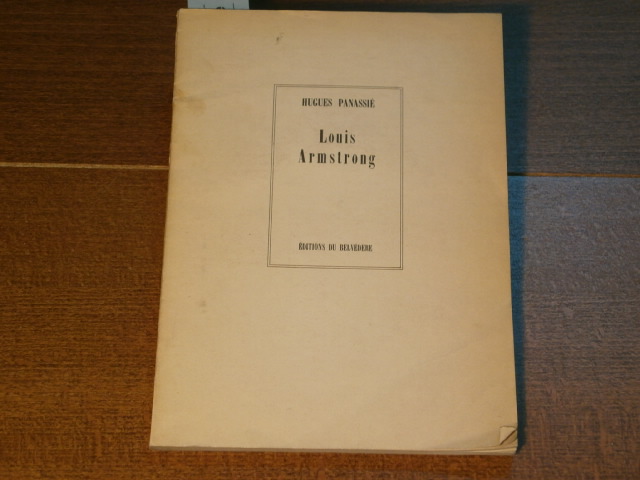 HUGUES PANASSIÉ
Louis
Armstrong
ÉDITIONS DU BELVÉDÈRE